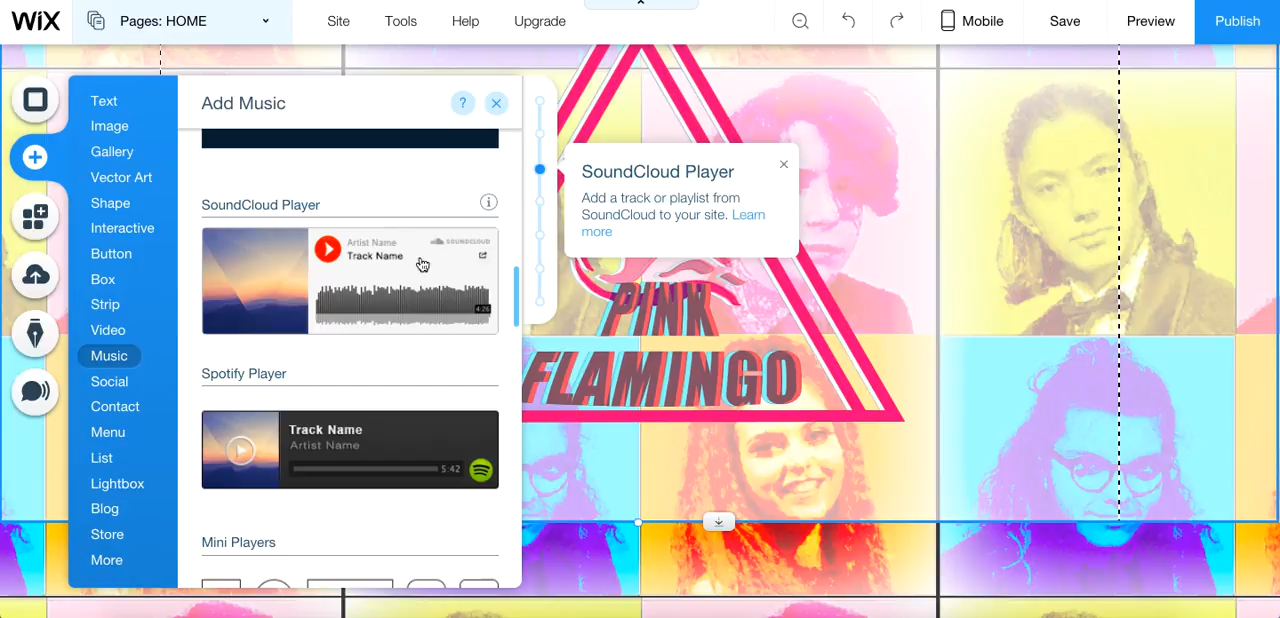 WiX
Pages: HOME
Site
Tools
Help
Upgrade
Mobile
Save
Preview
Publish
Text
Image
Gallery
Vector Art
Shape
Interactive
Button
Box
Strip
Video
Music
Social
Contact
Menu
List
Lightbox
Blog
Store
More
Add Music
?
SoundCloud Player
Artist Name
SOUNDCLOUD
Track Name
4:26
Spotify Player
Track Name
Artist Name
5:42
Mini Players
SoundCloud Player
Add a track or playlist from
SoundCloud to your site. Learn
more
PINK
FLAMINGO